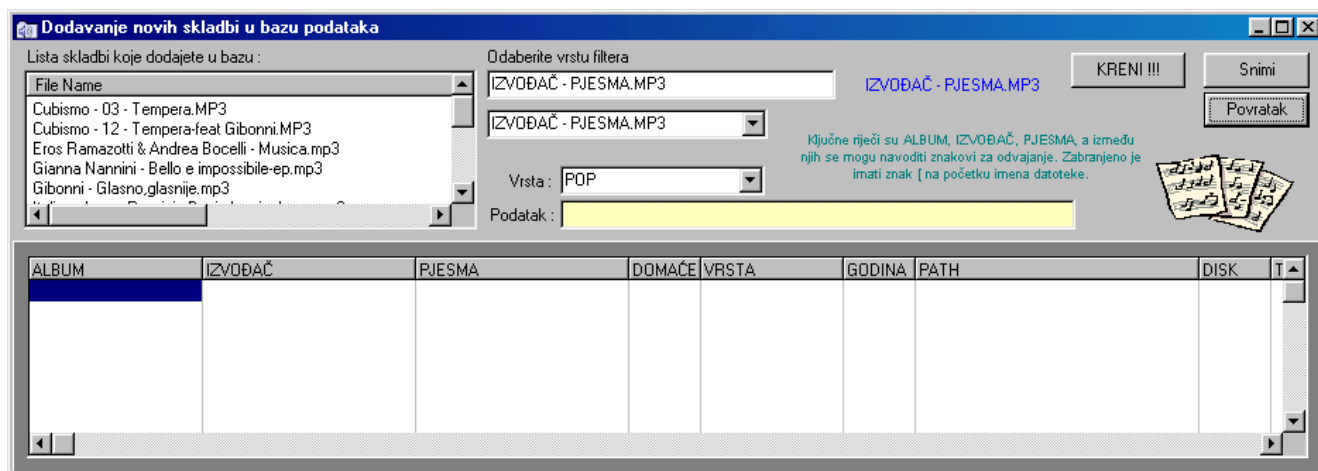 Dodavanje novih skladbi u bazu podataka
Lista skladbi koje dodajete u bazu :
File Name
Cubismo - 03 - Tempera.MP3
Cubismo - 12 - Tempera-feat Gibonni.MP3
Eros Ramazotti & Andrea Bocelli - Musica.mp3
Gianna Nannini - Bello e impossibile-ep.mp3
Gibonni - Glasno,glasnije.mp3
Odaberite vrstu filtera
IZVOĐAČ - PJESMA.MP3
IZVOĐAČ - PJESMA.MP3
Vrsta : POP
Podatak :
IZVOĐAČ - PJESMA.MP3
KRENI !!!
Snimi
Povratak
Ključne riječi su ALBUM, IZVOĐAČ, PJESMA, a između
njih se mogu navoditi znakovi za odvajanje. Zabranjeno je
imati znak [ na početku imena datoteke.
ALBUM IZVOĐAČ PJESMA DOMAĆE VRSTA GODINA PATH DISK T